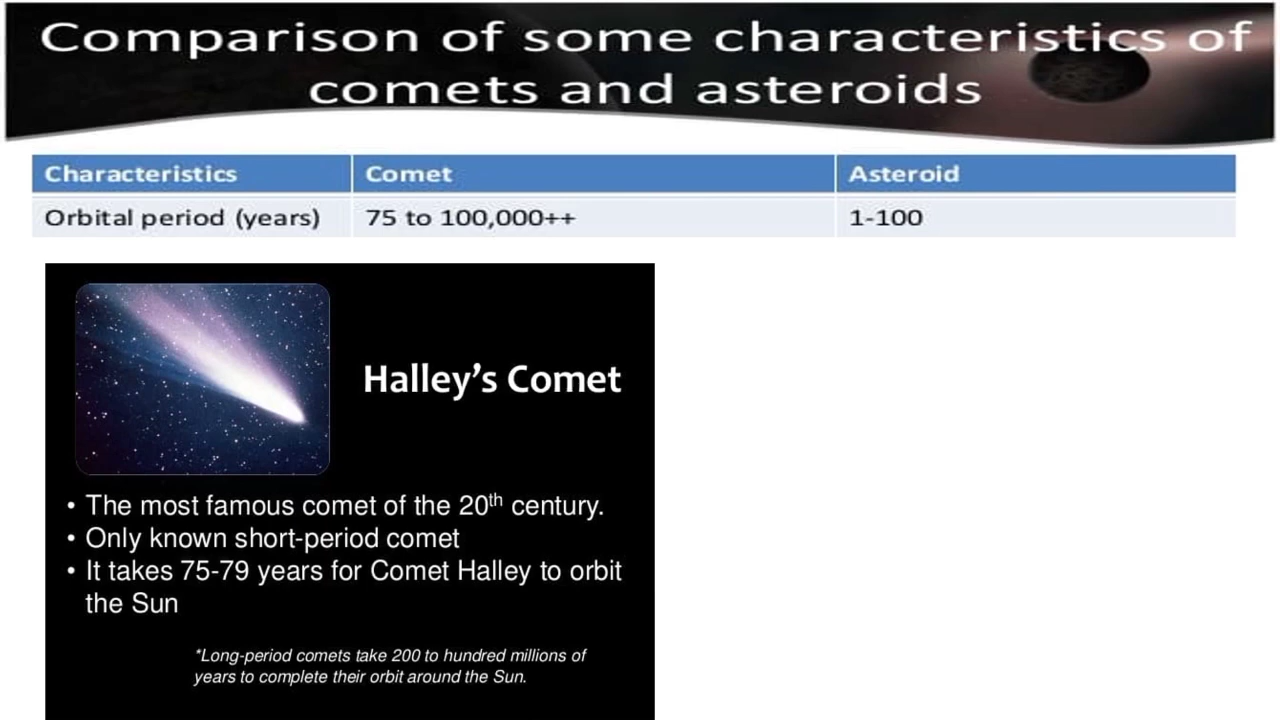 Comparison of some characteristics of
comets and asteroids
Characteristics Comet Asteroid
Orbital period (years) 75 to 100,000++ 1-100
Halley’s Comet
• The most famous comet of the 20th century.
• Only known short-period comet
• It takes 75-79 years for Comet Halley to orbit
the Sun
*Long-period comets take 200 to hundred millions of
years to complete their orbit around the Sun.